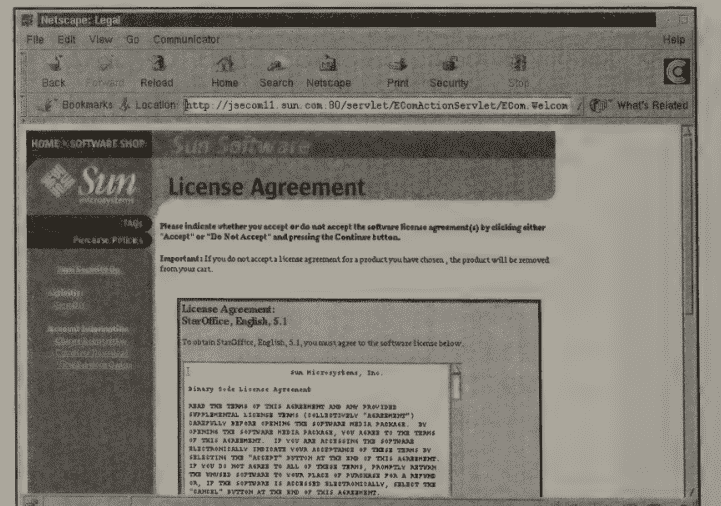 Netscape: Legal
File Edit View Go Communicator Help
Back Forward Reload Home Search Netscape Print Security Stop
Bookmarks Location: http://jsecom11.sun.com.80/servlet/EComActionServlet/ECom.Welcom What's Related
HOME > SOFTWARE SHOP
Sun Software
Sun
microsystems
License Agreement
FAQs
Purchase Policies
Please indicate whether you accept or do not accept the software license agreement(s) by clicking either
"Accept" or "Do Not Accept" and pressing the Continue button.
Important: If you do not accept a license agreement for a product you have chosen , the product will be removed
from your cart.
Account Information
License Agreement:
StarOffice, English, 5.1
To obtain StarOffice, English, 5.1, you must agree to the software license below.
Sun Microsystems, Inc.
Binary Code License Agreement
READ THE TERMS OF THIS AGREEMENT AND ANY PROVIDED
SUPPLEMENTAL LICENSE TERMS (COLLECTIVELY "AGREEMENT")
CAREFULLY BEFORE OPENING THE SOFTWARE MEDIA PACKAGE. BY
OPENING THE SOFTWARE MEDIA PACKAGE, YOU AGREE TO THE TERMS
OF THIS AGREEMENT. IF YOU ARE ACCESSING THE SOFTWARE
ELECTRONICALLY INDICATE YOUR ACCEPTANCE OF THESE TERMS BY
SELECTING THE "ACCEPT" BUTTON AT THE END OF THIS AGREEMENT.
IF YOU DO NOT AGREE TO ALL OF THESE TERMS, PROMPTLY RETURN
THE UNUSED SOFTWARE TO YOUR PLACE OF PURCHASE FOR A REFUND
OR, IF THE SOFTWARE IS ACCESSED ELECTRONICALLY, SELECT THE
"CANCEL" BUTTON AT THE END OF THIS AGREEMENT.